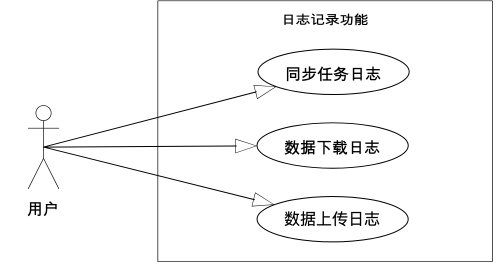 日志记录功能
同步任务日志
数据下载日志
用户
数据上传日志